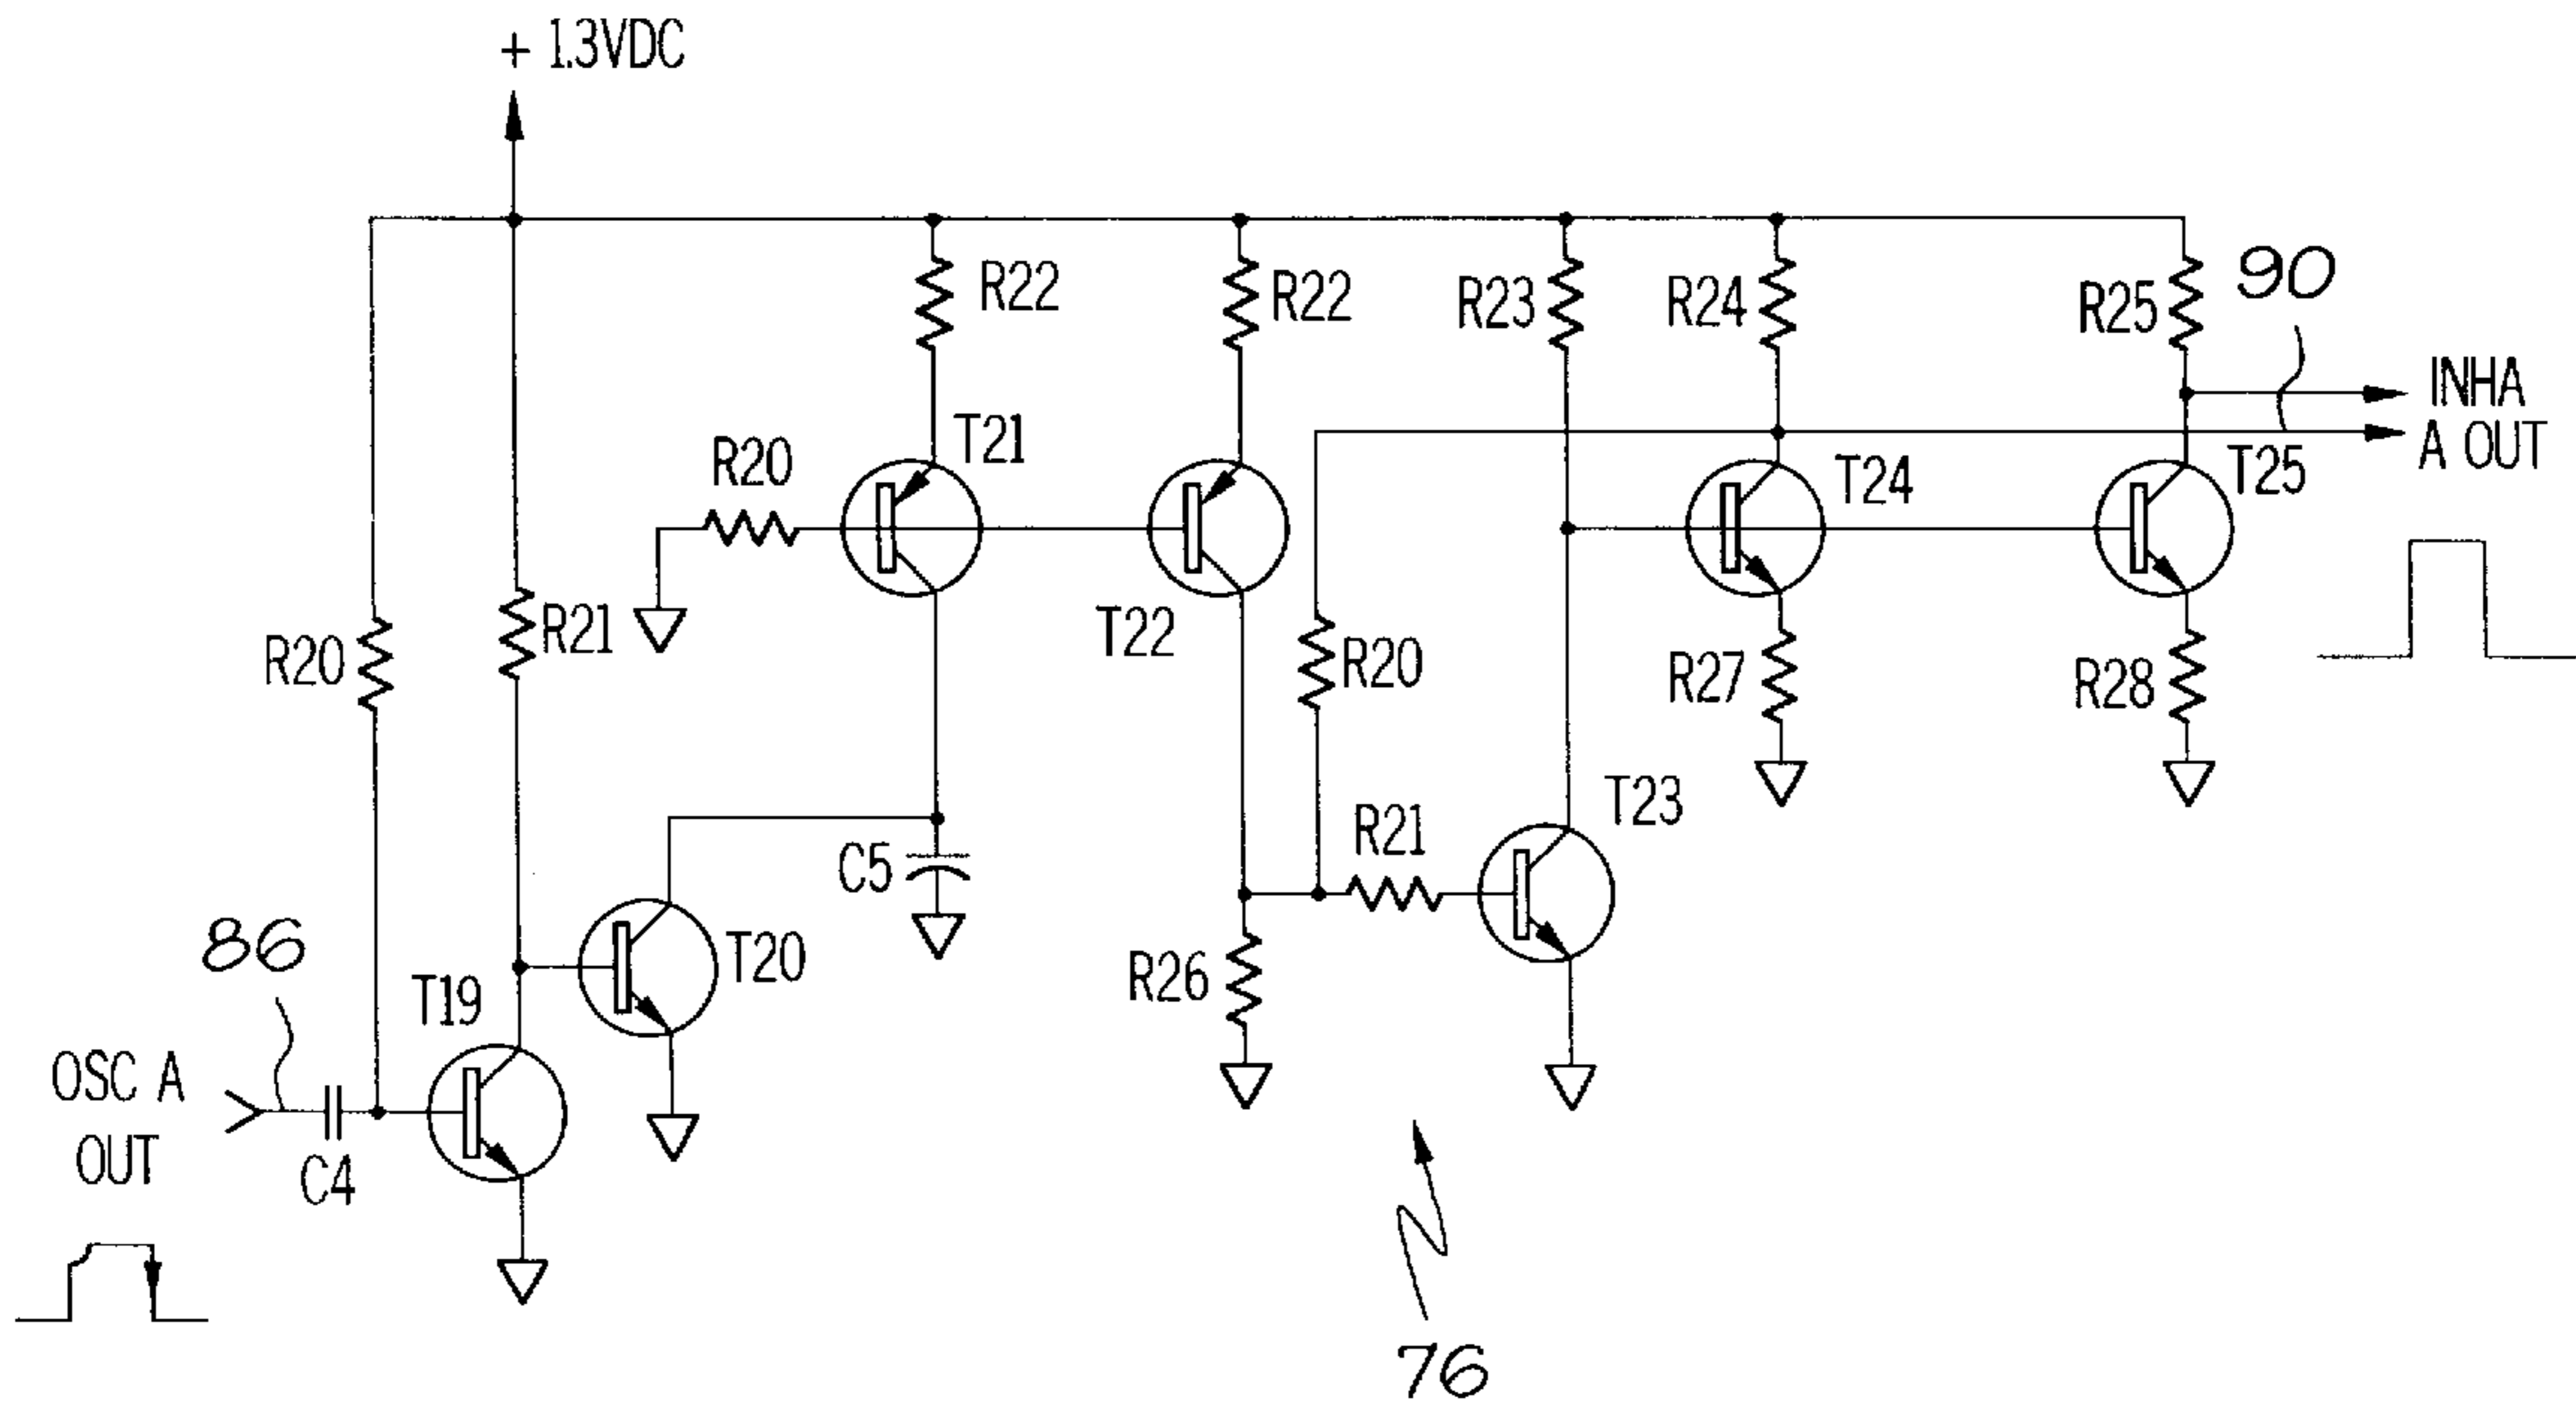 + 1.3VDC
R22
R22
R23
R24
R25
90
INHA
A OUT
T21
R20
T24
T25
R20
R21
T22
R20
R27
R28
T23
R21
C5
86
T19
T20
R26
OSC A
OUT
C4
76